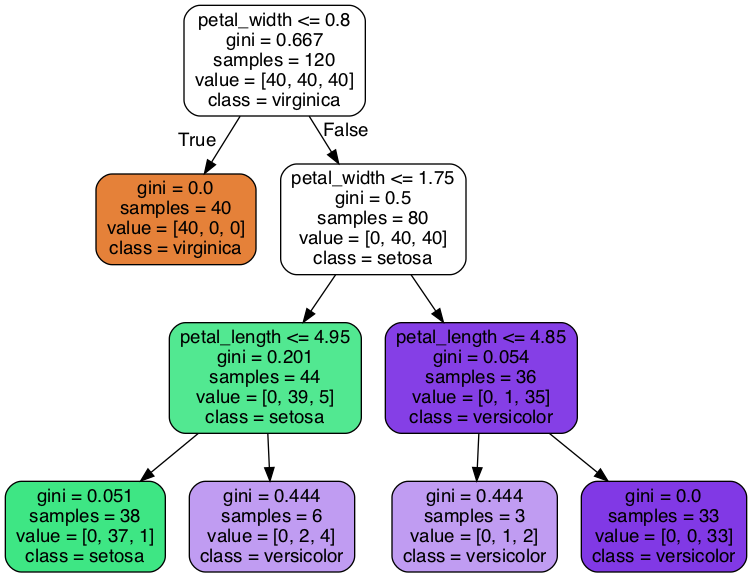 petal_width <= 0.8
gini = 0.667
samples = 120
value = [40, 40, 40]
class = virginica
True
False
gini = 0.0
samples = 40
value = [40, 0, 0]
class = virginica
petal_width <= 1.75
gini = 0.5
samples = 80
value = [0, 40, 40]
class = setosa
petal_length <= 4.95
gini = 0.201
samples = 44
value = [0, 39, 5]
class = setosa
petal_length <= 4.85
gini = 0.054
samples = 36
value = [0, 1, 35]
class = versicolor
gini = 0.051
samples = 38
value = [0, 37, 1]
class = setosa
gini = 0.444
samples = 6
value = [0, 2, 4]
class = versicolor
gini = 0.444
samples = 3
value = [0, 1, 2]
class = versicolor
gini = 0.0
samples = 33
value = [0, 0, 33]
class = versicolor